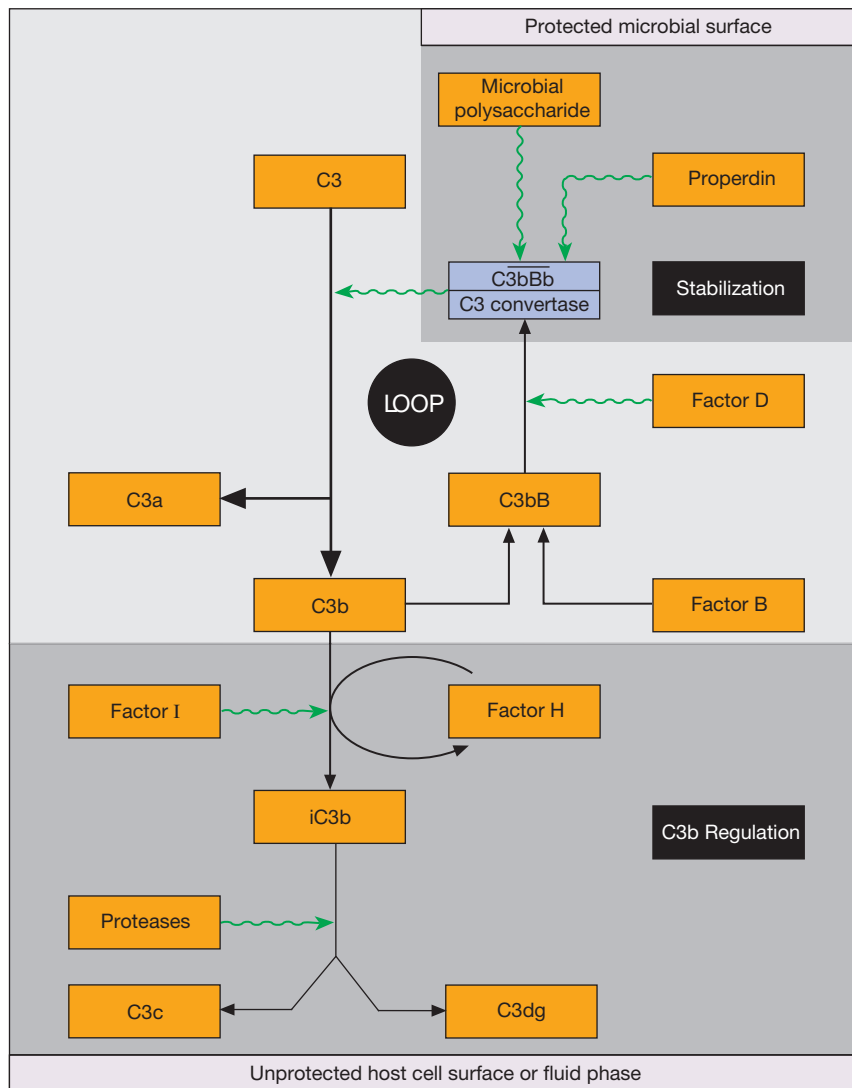 Protected microbial surface
Microbial
polysaccharide
C3
Properdin
C3bBb
C3 convertase
Stabilization
LOOP
Factor D
C3a
C3bB
C3b
Factor B
Factor I
Factor H
iC3b
C3b Regulation
Proteases
C3c
C3dg
Unprotected host cell surface or fluid phase